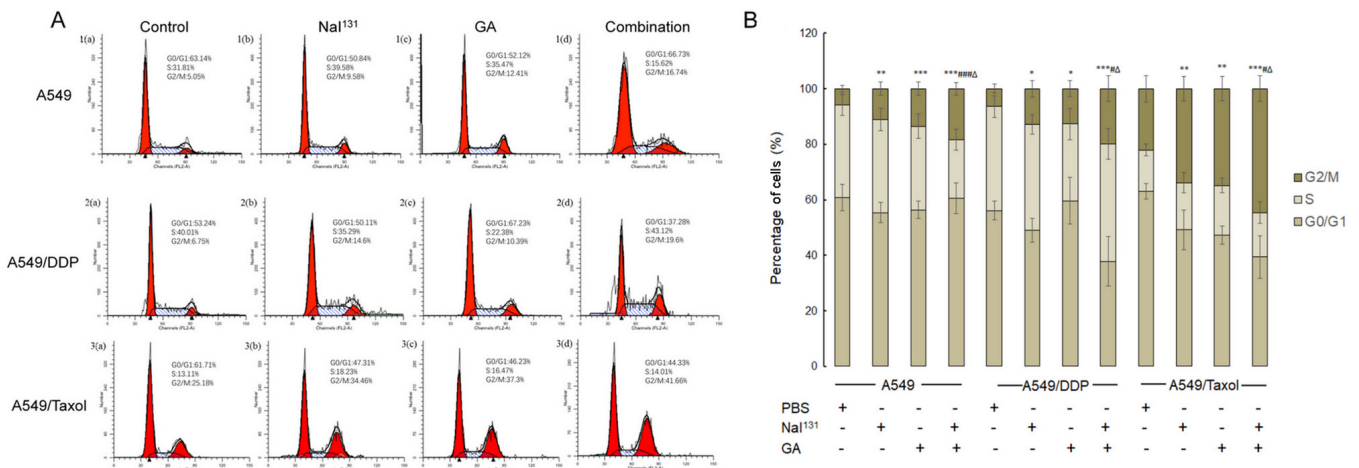 A
Control
NaI¹³¹
GA
Combination
A549
1(a)
G0/G1:63.14%
S:31.81%
G2/M:5.05%
1(b)
G0/G1:50.84%
S:39.58%
G2/M:9.58%
1(c)
G0/G1:52.12%
S:35.47%
G2/M:12.41%
1(d)
G0/G1:66.73%
S:15.62%
G2/M:16.74%
Number
Channels (FL2-A)
A549/DDP
2(a)
G0/G1:53.24%
S:40.01%
G2/M:6.75%
2(b)
G0/G1:50.11%
S:35.29%
G2/M:14.6%
2(c)
G0/G1:67.23%
S:22.38%
G2/M:10.39%
2(d)
G0/G1:37.28%
S:43.12%
G2/M:19.6%
A549/Taxol
3(a)
G0/G1:61.71%
S:13.11%
G2/M:25.18%
3(b)
G0/G1:47.31%
S:18.23%
G2/M:34.46%
3(c)
G0/G1:46.23%
S:16.47%
G2/M:37.3%
3(d)
G0/G1:44.33%
S:14.01%
G2/M:41.66%
B
Percentage of cells (%)
120
100
80
60
40
20
0
** *** ***###Δ * * ***#Δ ** ** ***#Δ
G2/M
S
G0/G1
A549 A549/DDP A549/Taxol
PBS + - - - + - - - + - - -
NaI¹³¹ - + - + - + - + - + - +
GA - - + + - - + + - - + +